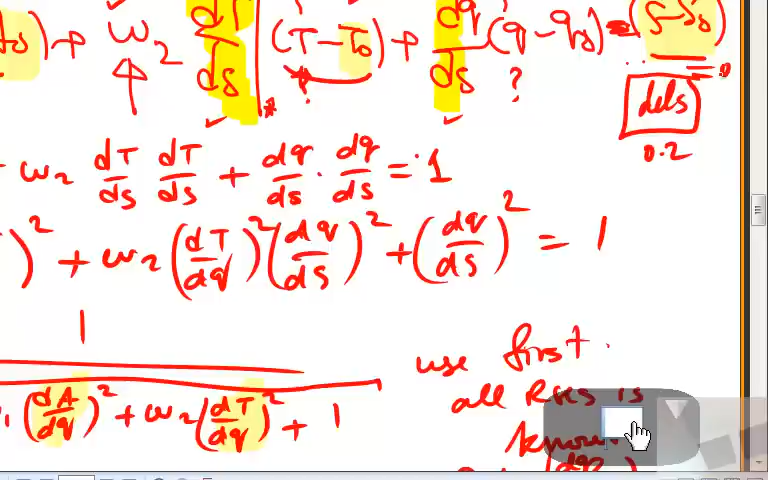 ω₂ dT/ds|* (T - T₀) + dq/ds (q - q₀) - (s - s₀) = 0
? ?
dels
0.2
ω₂ dT/ds dT/ds + dq/ds · dq/ds = 1
)² + ω₂ (dT/dq)² (dq/ds)² + (dq/ds)² = 1
1
(dA/dq)² + ω₂ (dT/dq)² + 1
use first
all RHS is